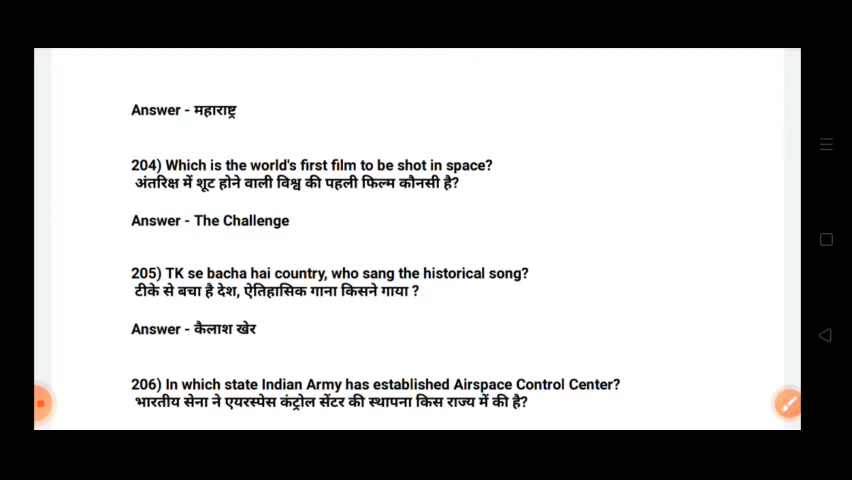 Answer - महाराष्ट्र
204) Which is the world's first film to be shot in space?
अंतरिक्ष में शूट होने वाली विश्व की पहली फिल्म कौनसी है?
Answer - The Challenge
205) TK se bacha hai country, who sang the historical song?
टीके से बचा है देश, ऐतिहासिक गाना किसने गाया ?
Answer - कैलाश खेर
206) In which state Indian Army has established Airspace Control Center?
भारतीय सेना ने एयरस्पेस कंट्रोल सेंटर की स्थापना किस राज्य में की है?